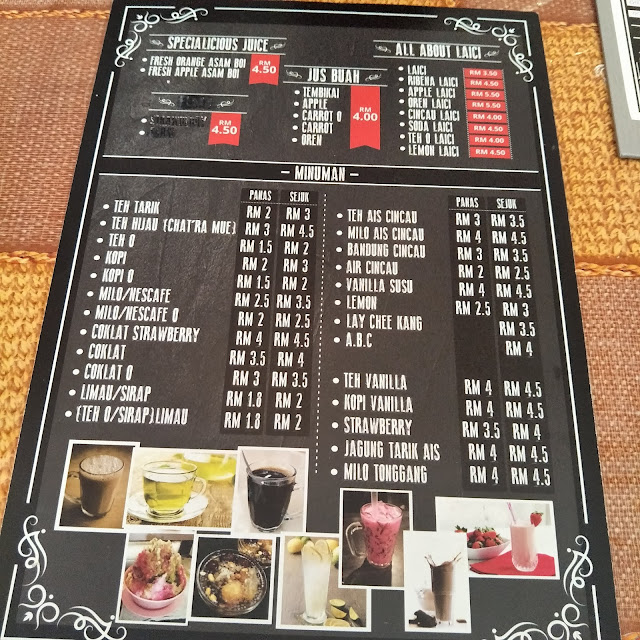 SPECIALICIOUS JUICE
• FRESH ORANGE ASAM BOI
• FRESH APPLE ASAM BOI
RM 4.50
RM 4.50
JUS BUAH
• TEMBIKAI
• APPLE
• CARROT O
• CARROT
• OREN
RM 4.00
ALL ABOUT LAICI
• LAICI RM 3.50
• RIBENA LAICI RM 4.50
• APPLE LAICI RM 5.50
• OREN LAICI RM 5.50
• CINCAU LAICI RM 4.00
• SODA LAICI RM 4.50
• TEH O LAICI RM 4.00
• LEMON LAICI RM 4.50
– MINUMAN –
PANAS SEJUK
• TEH TARIK RM 2 RM 3
• TEH HIJAU {CHAT'RA MUE} RM 3 RM 4.5
• TEH O RM 1.5 RM 2
• KOPI RM 2 RM 3
• KOPI O RM 1.5 RM 2
• MILO/NESCAFE RM 2.5 RM 3.5
• MILO/NESCAFE O RM 2 RM 2.5
• COKLAT STRAWBERRY RM 4 RM 4.5
• COKLAT RM 3.5 RM 4
• COKLAT O RM 3 RM 3.5
• LIMAU/SIRAP RM 1.8 RM 2
• {TEH O/SIRAP}LIMAU RM 1.8 RM 2
PANAS SEJUK
• TEH AIS CINCAU RM 3 RM 3.5
• MILO AIS CINCAU RM 4 RM 4.5
• BANDUNG CINCAU RM 3 RM 3.5
• AIR CINCAU RM 2 RM 2.5
• VANILLA SUSU RM 4 RM 4.5
• LEMON RM 2.5 RM 3
• LAY CHEE KANG RM 3.5
• A.B.C RM 4
• TEH VANILLA RM 4 RM 4.5
• KOPI VANILLA RM 4 RM 4.5
• STRAWBERRY RM 3.5 RM 4
• JAGUNG TARIK AIS RM 4 RM 4.5
• MILO TONGGANG RM 4 RM 4.5